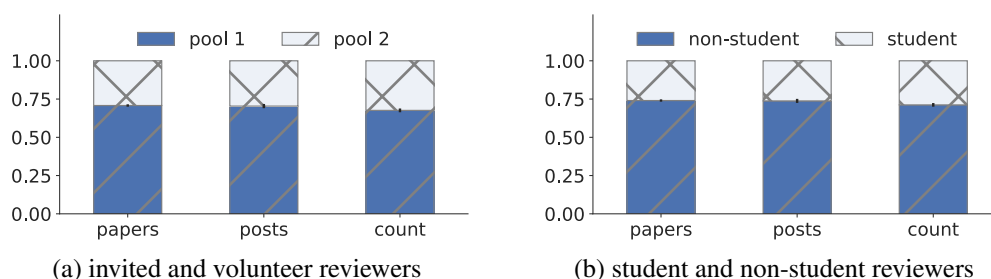 pool 1 pool 2
1.00
0.75
0.50
0.25
0.00
papers posts count
(a) invited and volunteer reviewers
non-student student
1.00
0.75
0.50
0.25
0.00
papers posts count
(b) student and non-student reviewers